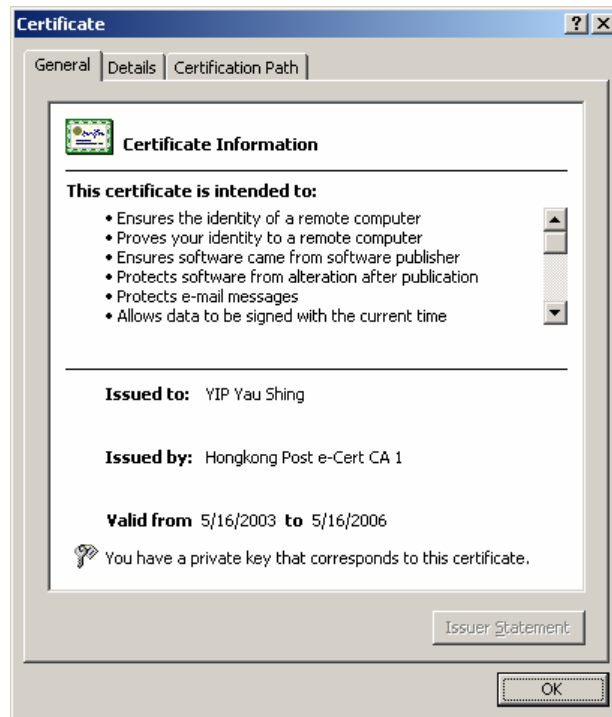 Certificate
General Details Certification Path
Certificate Information
This certificate is intended to:
• Ensures the identity of a remote computer
• Proves your identity to a remote computer
• Ensures software came from software publisher
• Protects software from alteration after publication
• Protects e-mail messages
• Allows data to be signed with the current time
Issued to: YIP Yau Shing
Issued by: Hongkong Post e-Cert CA 1
Valid from 5/16/2003 to 5/16/2006
You have a private key that corresponds to this certificate.
Issuer Statement
OK